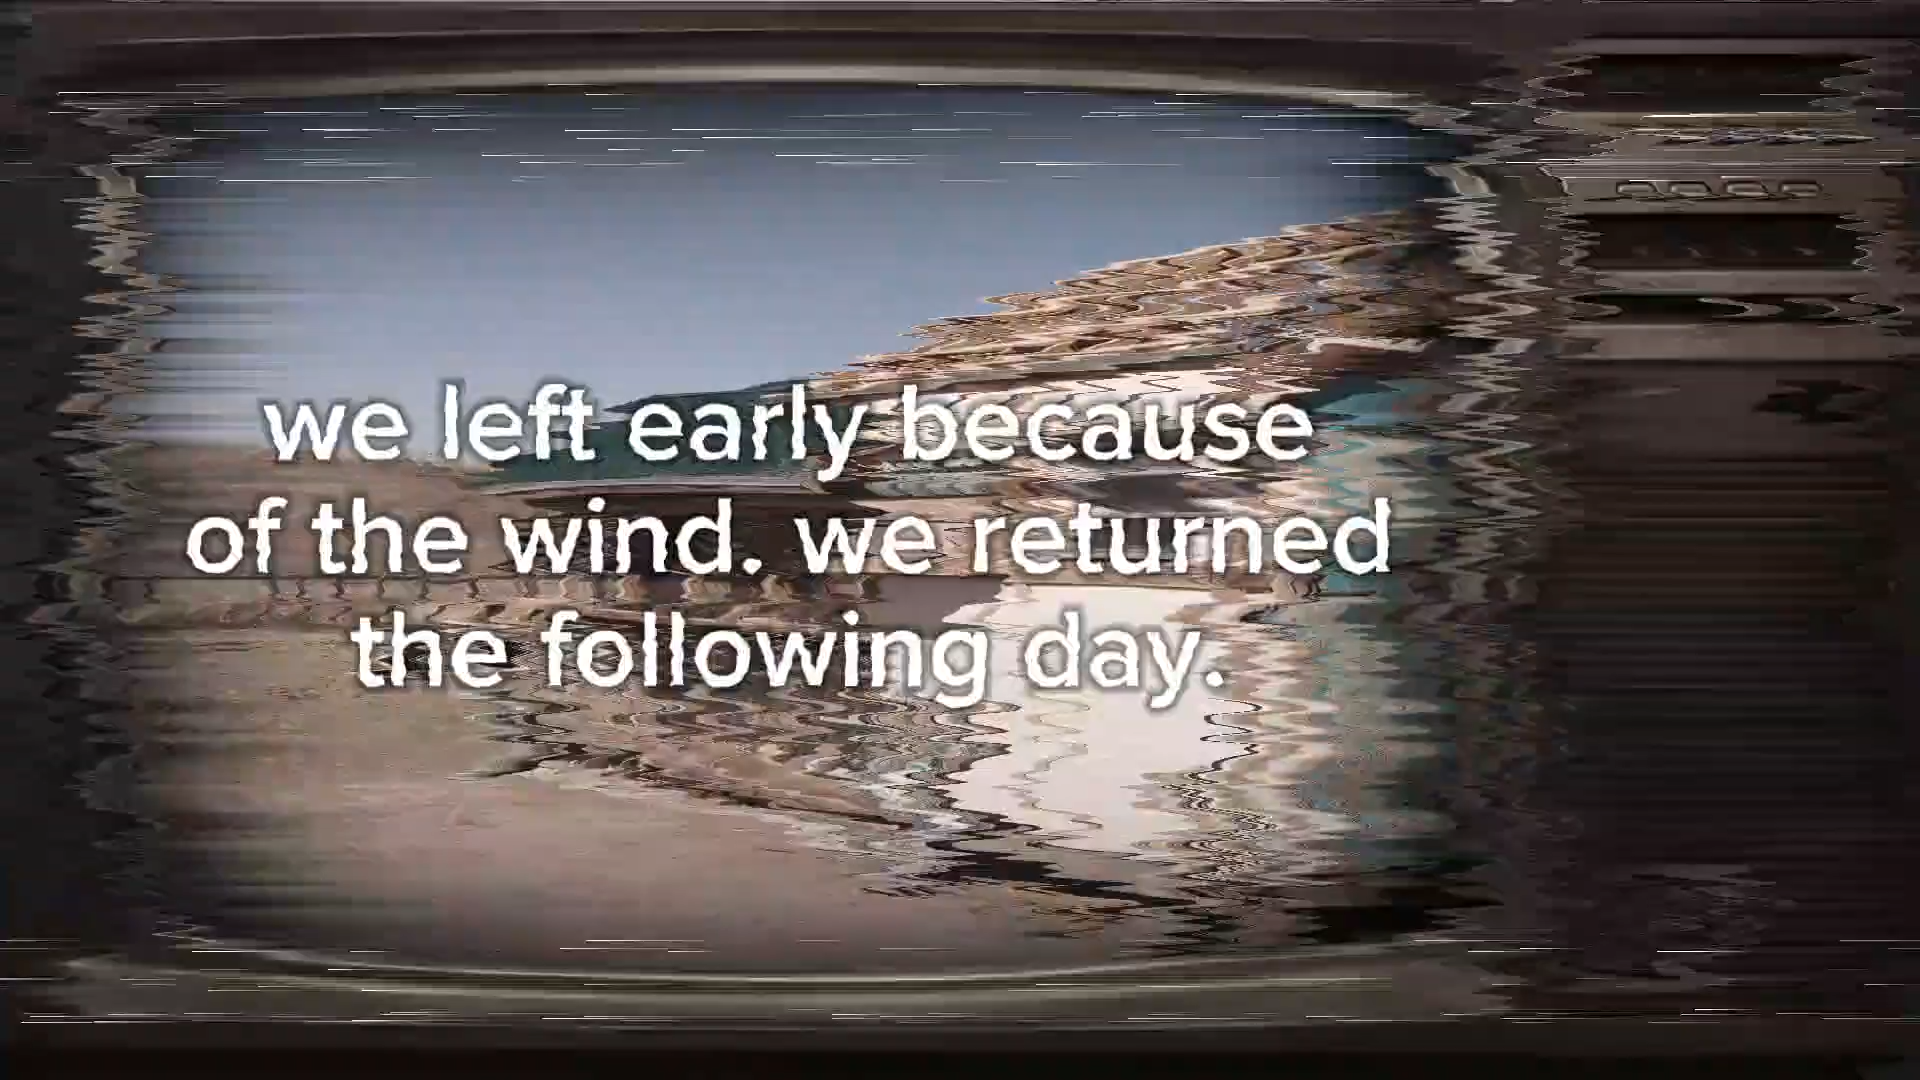 we left early because
of the wind. we returned
the following day.